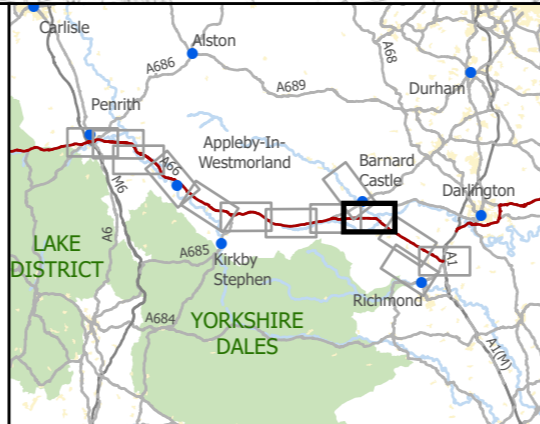 Carlisle
Alston
A68
A686
A689
Durham
Penrith
Appleby-In-
Westmorland
A66
Barnard
Castle
Darlington
M6
A6
LAKE
DISTRICT
A685
Kirkby
Stephen
A1
Richmond
A684
YORKSHIRE
DALES
A1(M)